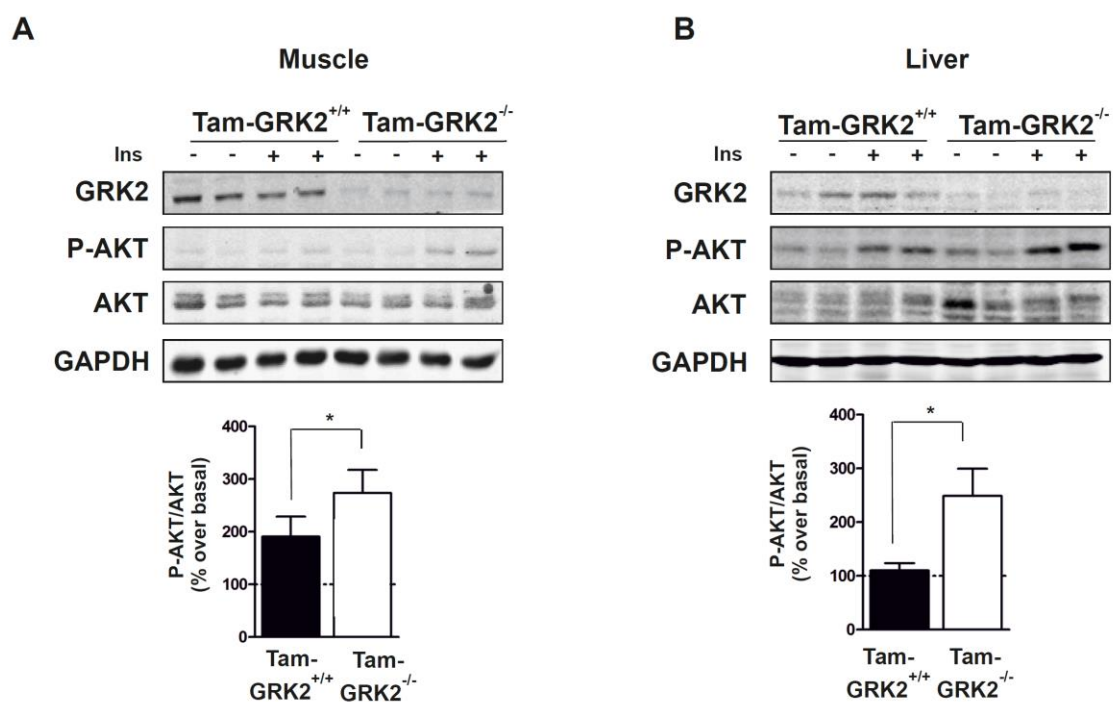 A
Muscle
Tam-GRK2+/+ Tam-GRK2-/-
Ins - - + + - - + +
GRK2
P-AKT
AKT
GAPDH
P-AKT/AKT
(% over basal)
400
300
200
100
0
*
Tam-
GRK2+/+
Tam-
GRK2-/-
B
Liver
Tam-GRK2+/+ Tam-GRK2-/-
Ins - - + + - - + +
GRK2
P-AKT
AKT
GAPDH
P-AKT/AKT
(% over basal)
400
300
200
100
0
*
Tam-
GRK2+/+
Tam-
GRK2-/-